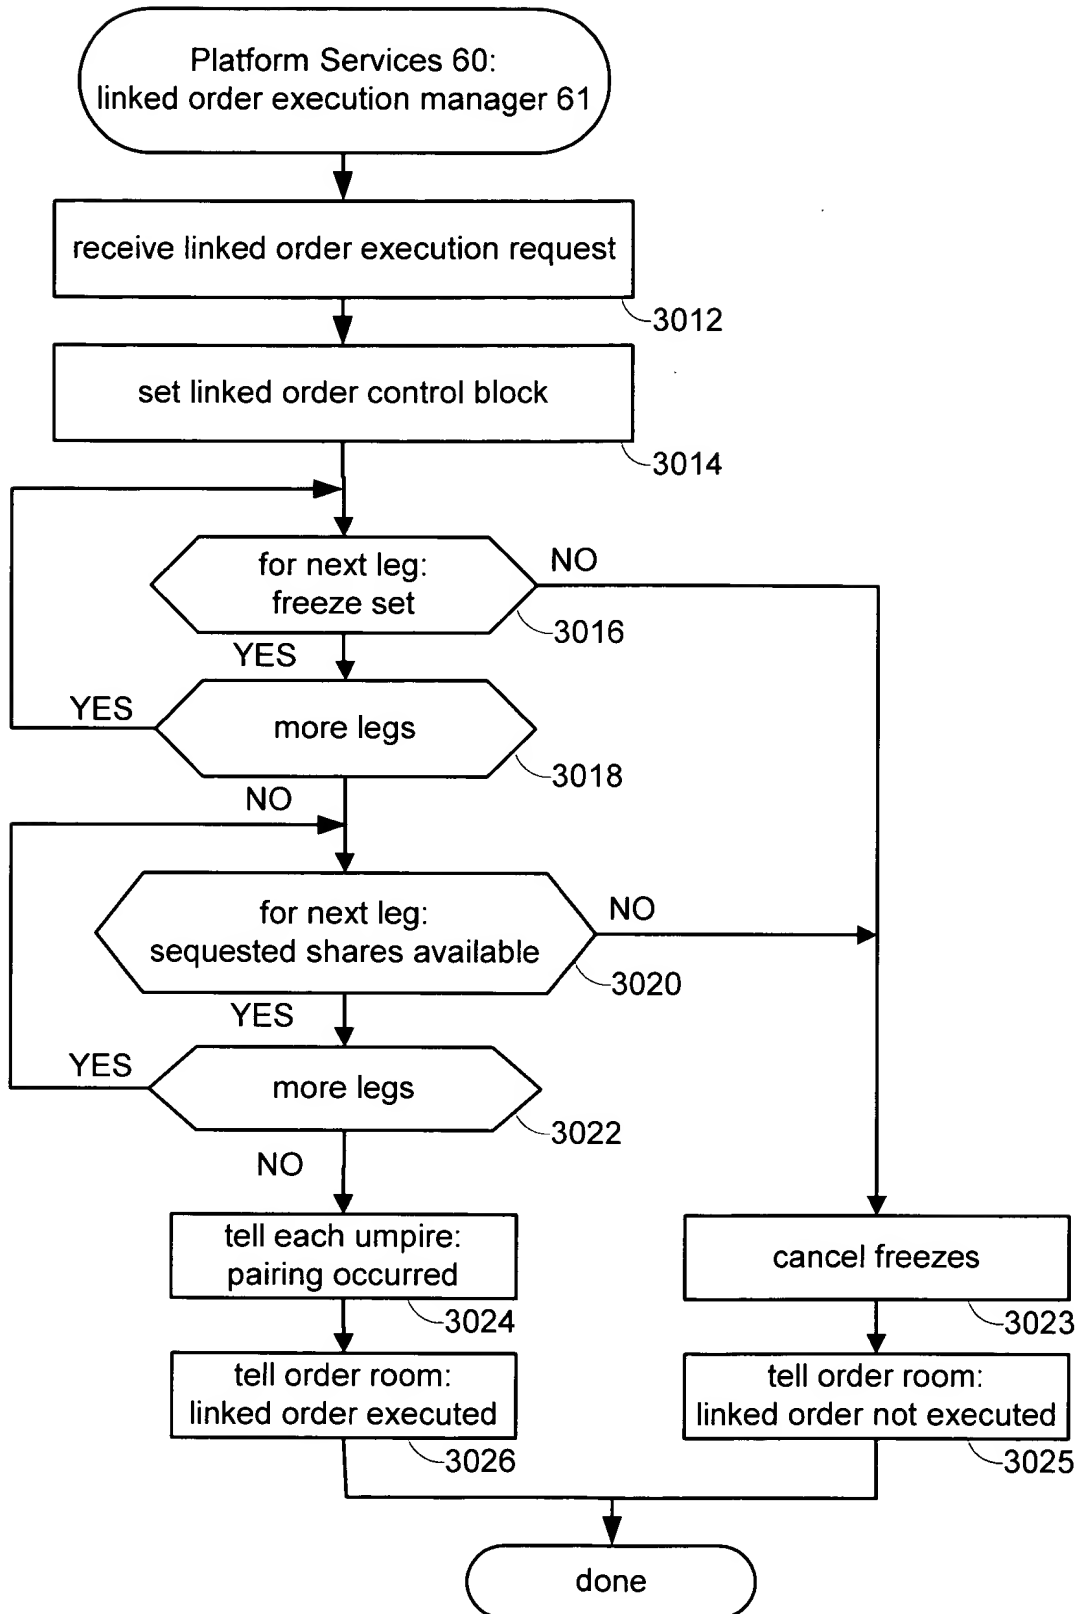 Platform Services 60:
linked order execution manager 61
receive linked order execution request
3012
set linked order control block
3014
for next leg:
freeze set
NO
3016
YES
more legs
YES
3018
NO
for next leg:
sequested shares available
NO
3020
YES
more legs
YES
3022
NO
tell each umpire:
pairing occurred
3024
cancel freezes
3023
tell order room:
linked order executed
3026
tell order room:
linked order not executed
3025
done